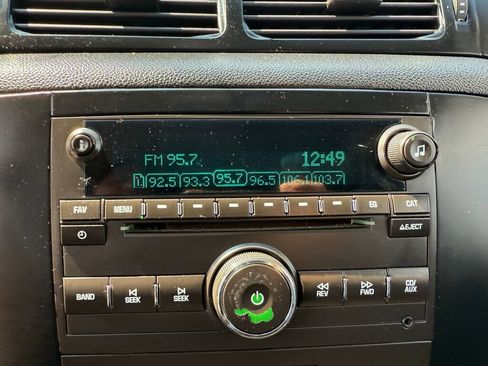 FM 95.7 12:49
1 92.5 93.3 95.7 96.5 106.1 103.7
FAV MENU EQ CAT
EJECT
BAND SEEK SEEK REV FWD CD/
AUX